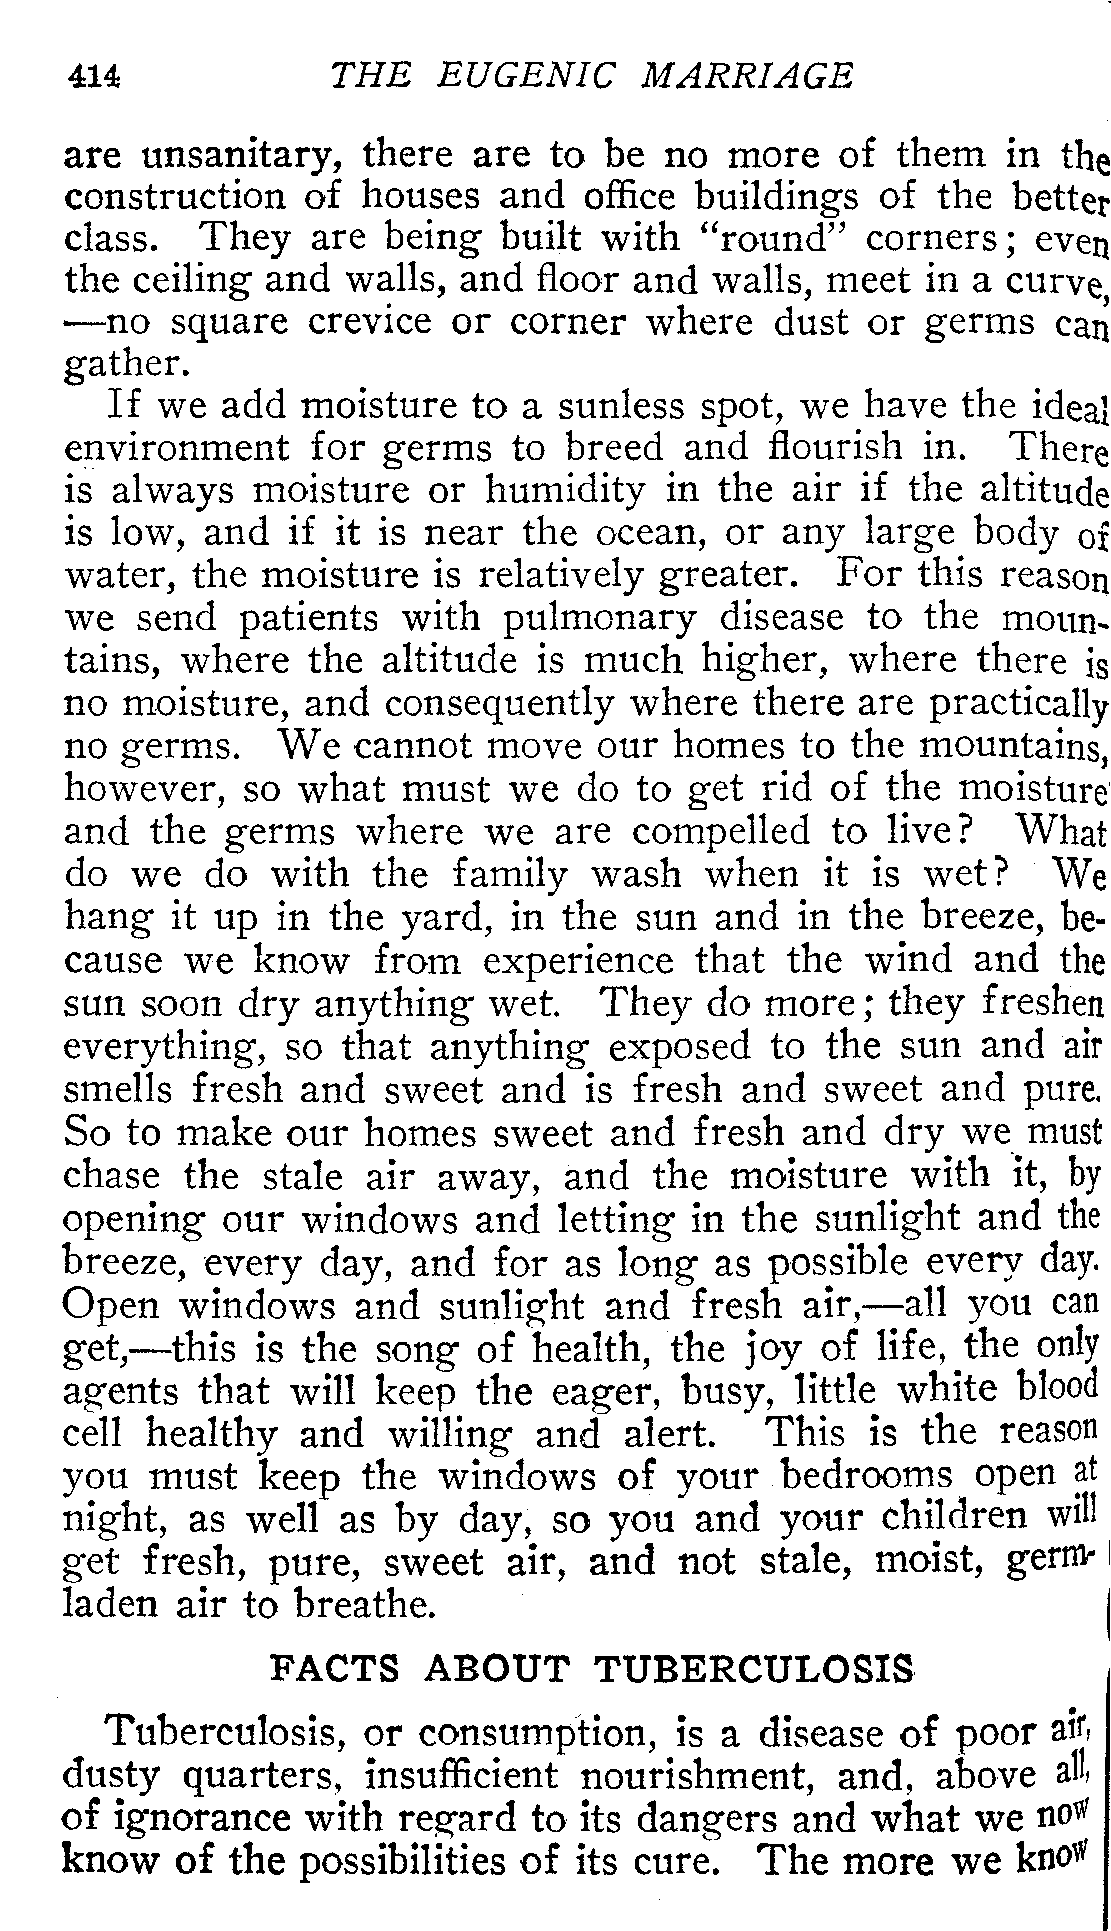 414 THE EUGENIC MARRIAGE
are unsanitary, there are to be no more of them in the
construction of houses and office buildings of the better
class. They are being built with "round" corners; even
the ceiling and walls, and floor and walls, meet in a curve,
—no square crevice or corner where dust or germs can
gather.
If we add moisture to a sunless spot, we have the ideal
environment for germs to breed and flourish in. There
is always moisture or humidity in the air if the altitude
is low, and if it is near the ocean, or any large body of
water, the moisture is relatively greater. For this reason
we send patients with pulmonary disease to the moun-
tains, where the altitude is much higher, where there is
no moisture, and consequently where there are practically
no germs. We cannot move our homes to the mountains,
however, so what must we do to get rid of the moisture
and the germs where we are compelled to live? What
do we do with the family wash when it is wet? We
hang it up in the yard, in the sun and in the breeze, be-
cause we know from experience that the wind and the
sun soon dry anything wet. They do more; they freshen
everything, so that anything exposed to the sun and air
smells fresh and sweet and is fresh and sweet and pure.
So to make our homes sweet and fresh and dry we must
chase the stale air away, and the moisture with it, by
opening our windows and letting in the sunlight and the
breeze, every day, and for as long as possible every day.
Open windows and sunlight and fresh air,—all you can
get,—this is the song of health, the joy of life, the only
agents that will keep the eager, busy, little white blood
cell healthy and willing and alert. This is the reason
you must keep the windows of your bedrooms open at
night, as well as by day, so you and your children will
get fresh, pure, sweet air, and not stale, moist, germ-
laden air to breathe.
FACTS ABOUT TUBERCULOSIS
Tuberculosis, or consumption, is a disease of poor air,
dusty quarters, insufficient nourishment, and, above all,
of ignorance with regard to its dangers and what we now
know of the possibilities of its cure. The more we know